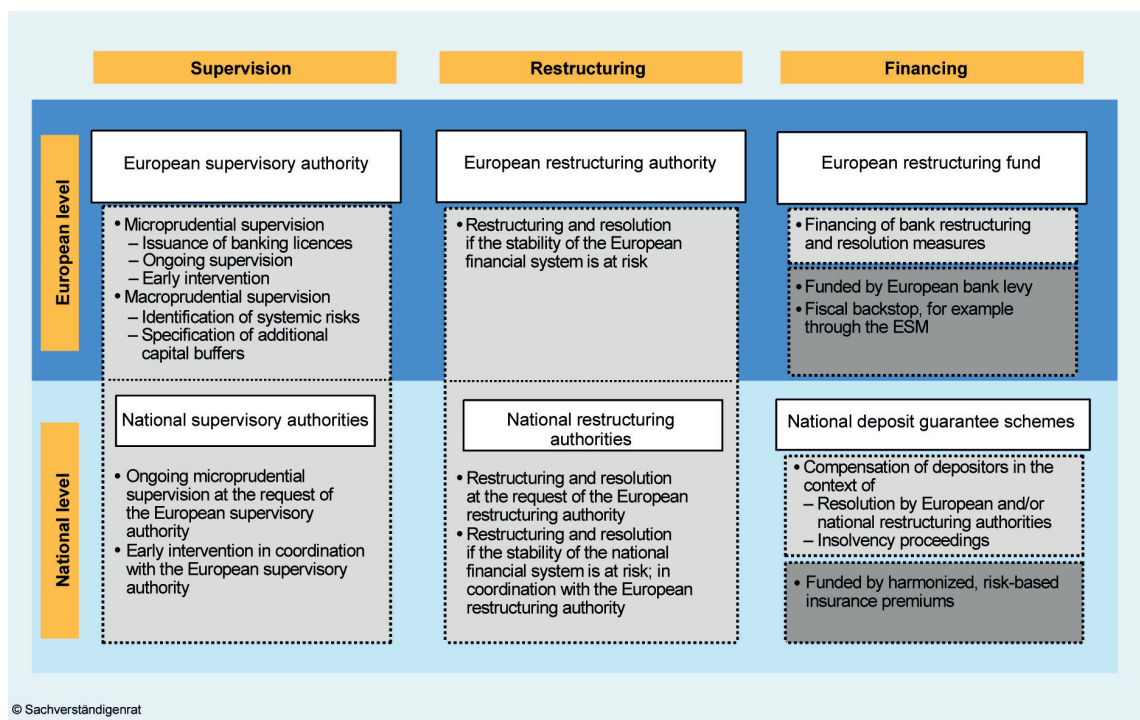 Supervision
Restructuring
Financing
European level
European supervisory authority
• Microprudential supervision
– Issuance of banking licences
– Ongoing supervision
– Early intervention
• Macroprudential supervision
– Identification of systemic risks
– Specification of additional
capital buffers
European restructuring authority
• Restructuring and resolution
if the stability of the European
financial system is at risk
European restructuring fund
• Financing of bank restructuring
and resolution measures
• Funded by European bank levy
• Fiscal backstop, for example
through the ESM
National level
National supervisory authorities
• Ongoing microprudential
supervision at the request of
the European supervisory
authority
• Early intervention in coordination
with the European supervisory
authority
National restructuring
authorities
• Restructuring and resolution
at the request of the European
restructuring authority
• Restructuring and resolution
if the stability of the national
financial system is at risk; in
coordination with the European
restructuring authority
National deposit guarantee schemes
• Compensation of depositors in the
context of
– Resolution by European and/or
national restructuring authorities
– Insolvency proceedings
• Funded by harmonized, risk-based
insurance premiums
© Sachverständigenrat